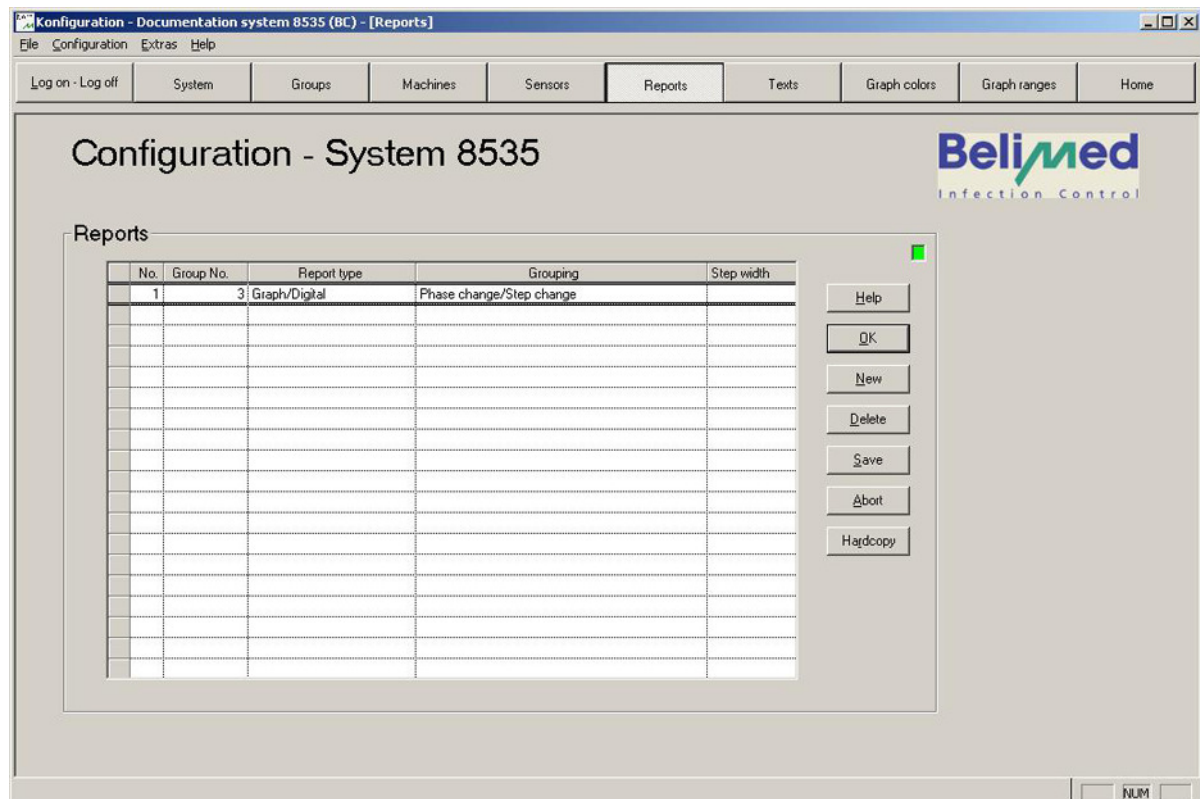 Konfiguration - Documentation system 8535 (BC) - [Reports]
File Configuration Extras Help
Log on - Log off System Groups Machines Sensors Reports Texts Graph colors Graph ranges Home
Configuration - System 8535
Belimed
Infection Control
Reports
No. Group No. Report type Grouping Step width
1 3 Graph/Digital Phase change/Step change
Help
OK
New
Delete
Save
Abort
Hardcopy
NUM